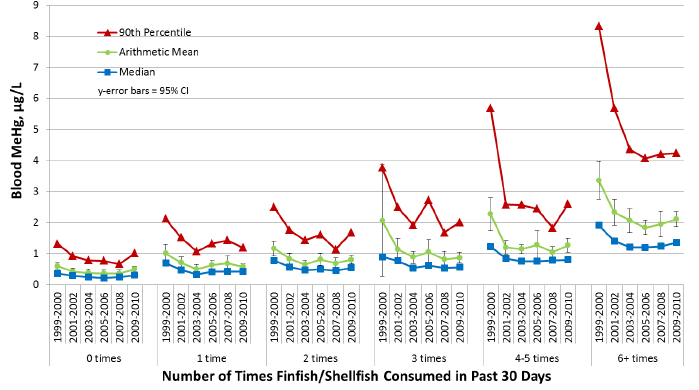 9
8
7
6
5
4
3
2
1
0
Blood MeHg, µg/L
90th Percentile
Arithmetic Mean
Median
y-error bars = 95% CI
1999-2000 2001-2002 2003-2004 2005-2006 2007-2008 2009-2010 1999-2000 2001-2002 2003-2004 2005-2006 2007-2008 2009-2010 1999-2000 2001-2002 2003-2004 2005-2006 2007-2008 2009-2010 1999-2000 2001-2002 2003-2004 2005-2006 2007-2008 2009-2010 1999-2000 2001-2002 2003-2004 2005-2006 2007-2008 2009-2010 1999-2000 2001-2002 2003-2004 2005-2006 2007-2008 2009-2010
0 times 1 time 2 times 3 times 4-5 times 6+ times
Number of Times Finfish/Shellfish Consumed in Past 30 Days